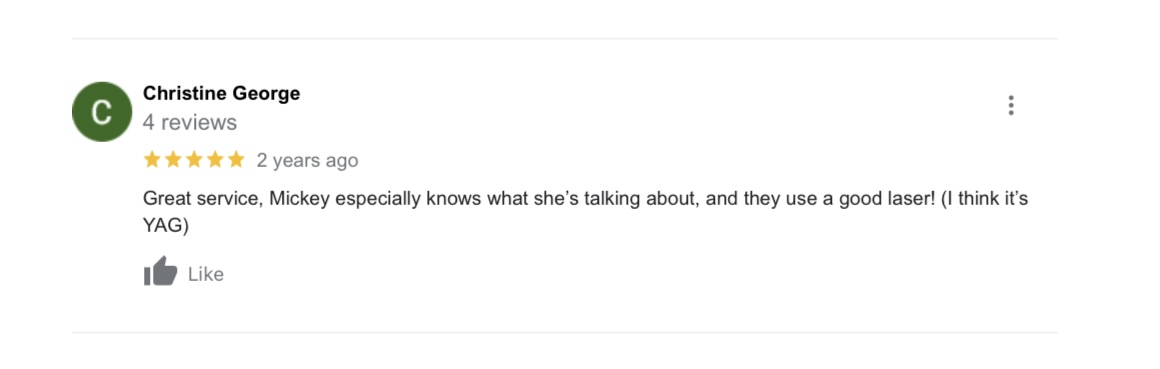 C
Christine George
4 reviews
2 years ago
Great service, Mickey especially knows what she’s talking about, and they use a good laser! (I think it’s
YAG)
Like